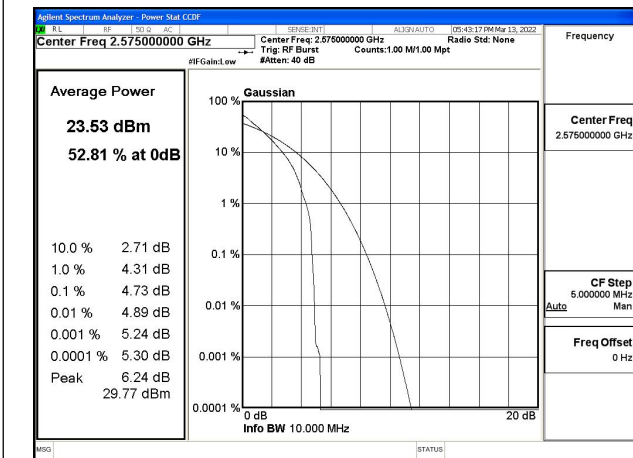 Agilent Spectrum Analyzer - Power Stat CCDF
RL RF 50 Ω AC SENSE:INT ALIGN AUTO 05:43:17 PM Mar 13, 2022
Center Freq 2.575000000 GHz
Center Freq: 2.575000000 GHz Radio Std: None
Trig: RF Burst Counts:1.00 M/1.00 Mpt
#IFGain:Low #Atten: 40 dB
Frequency
Average Power
23.53 dBm
52.81 % at 0dB
10.0 % 2.71 dB
1.0 % 4.31 dB
0.1 % 4.73 dB
0.01 % 4.89 dB
0.001 % 5.24 dB
0.0001 % 5.30 dB
Peak 6.24 dB
29.77 dBm
Gaussian
100 %
10 %
1 %
0.1 %
0.01 %
0.001 %
0.0001 %
0 dB 20 dB
Info BW 10.000 MHz
Center Freq
2.575000000 GHz
CF Step
5.000000 MHz
Auto Man
Freq Offset
0 Hz
MSG STATUS